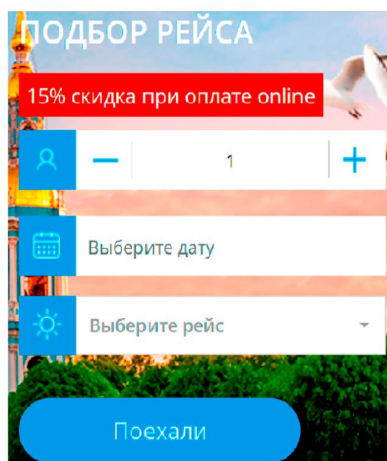 ПОДБОР РЕЙСА
15% скидка при оплате online
1
Выберите дату
Выберите рейс
Поехали